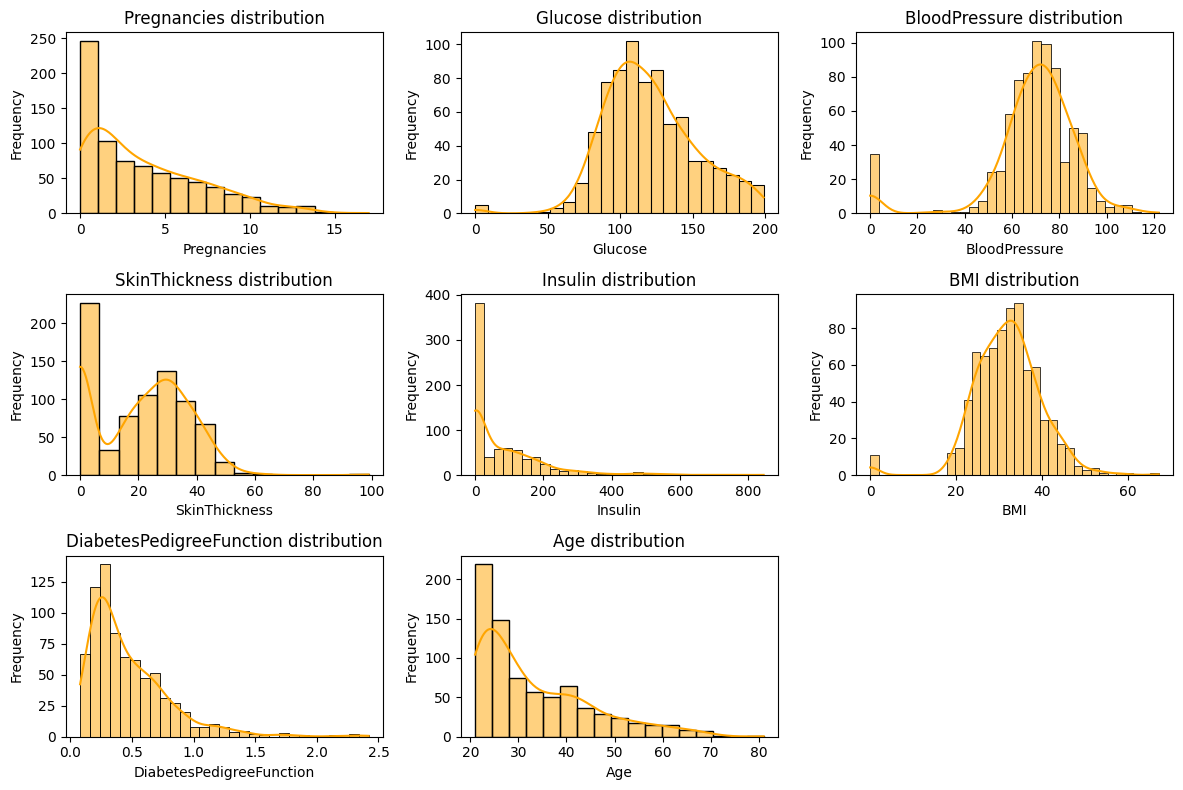 Pregnancies distribution
Frequency
250
200
150
100
50
0
0 5 10 15
Pregnancies
Glucose distribution
Frequency
100
80
60
40
20
0
0 50 100 150 200
Glucose
BloodPressure distribution
Frequency
100
80
60
40
20
0
0 20 40 60 80 100 120
BloodPressure
SkinThickness distribution
Frequency
200
150
100
50
0
0 20 40 60 80 100
SkinThickness
Insulin distribution
Frequency
400
300
200
100
0
0 200 400 600 800
Insulin
BMI distribution
Frequency
80
60
40
20
0
0 20 40 60
BMI
DiabetesPedigreeFunction distribution
Frequency
125
100
75
50
25
0
0.0 0.5 1.0 1.5 2.0 2.5
DiabetesPedigreeFunction
Age distribution
Frequency
200
150
100
50
0
20 30 40 50 60 70 80
Age